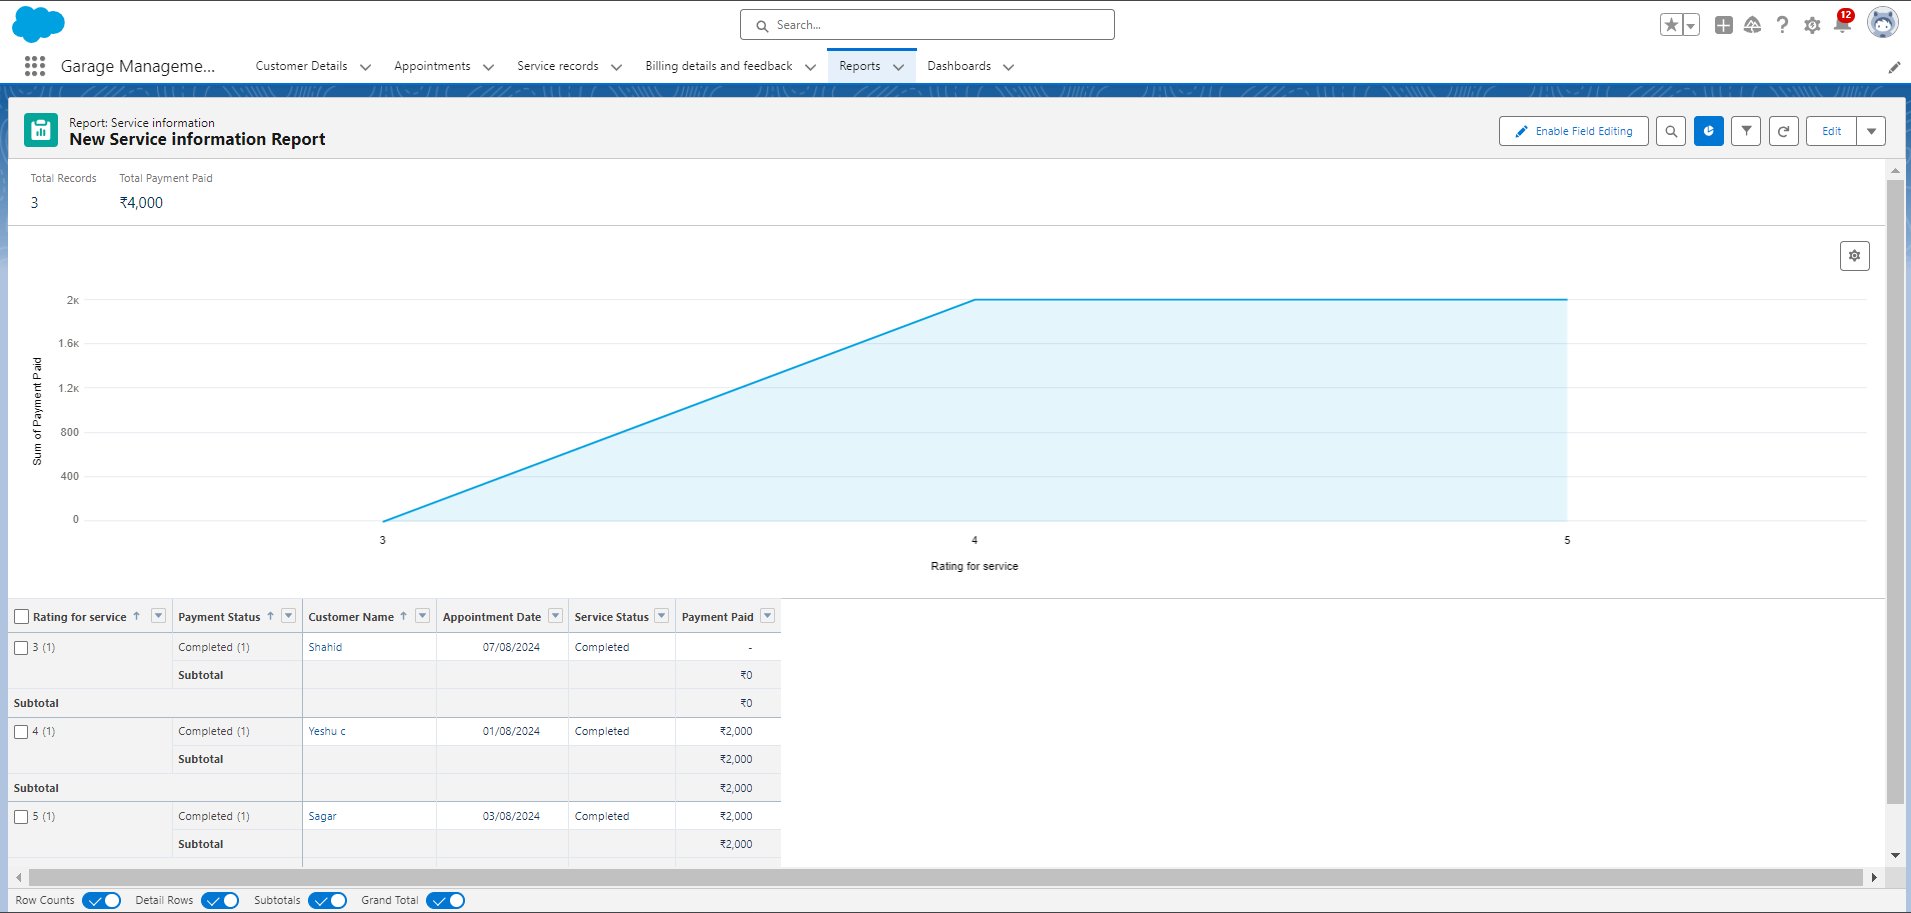 Search...
12
Garage Manageme...
Customer Details
Appointments
Service records
Billing details and feedback
Reports
Dashboards
Report: Service information
New Service information Report
Enable Field Editing
Edit
Total Records
Total Payment Paid
3
₹4,000
2K
1.6K
1.2K
800
400
0
Sum of Payment Paid
3
4
5
Rating for service
Rating for service ↑ Payment Status ↑ Customer Name ↑ Appointment Date Service Status Payment Paid
3 (1) Completed (1) Shahid 07/08/2024 Completed -
Subtotal ₹0
Subtotal ₹0
4 (1) Completed (1) Yeshu c 01/08/2024 Completed ₹2,000
Subtotal ₹2,000
Subtotal ₹2,000
5 (1) Completed (1) Sagar 03/08/2024 Completed ₹2,000
Subtotal ₹2,000
Row Counts Detail Rows Subtotals Grand Total